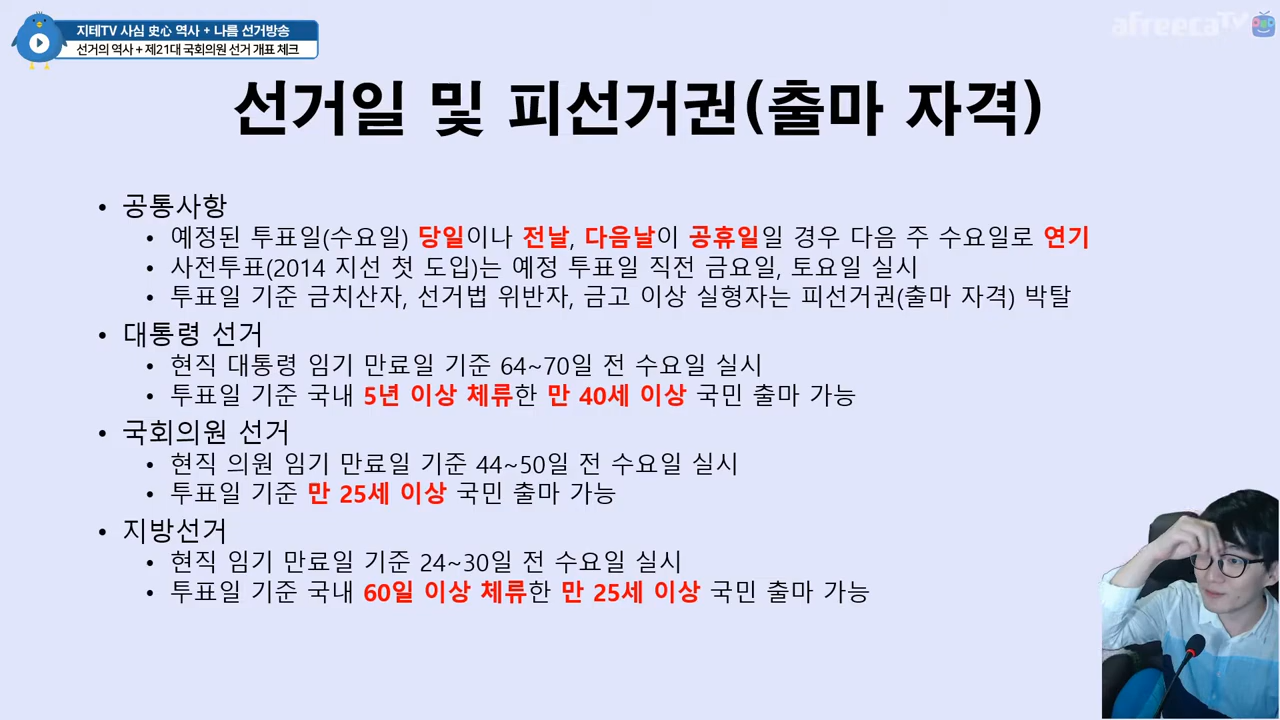 지테TV 사심 史心 역사 + 나름 선거방송
선거의 역사 + 제21대 국회의원 선거 개표 체크
afreecaTV
선거일 및 피선거권(출마 자격)
• 공통사항
• 예정된 투표일(수요일) 당일이나 전날, 다음날이 공휴일일 경우 다음 주 수요일로 연기
• 사전투표(2014 지선 첫 도입)는 예정 투표일 직전 금요일, 토요일 실시
• 투표일 기준 금치산자, 선거법 위반자, 금고 이상 실형자는 피선거권(출마 자격) 박탈
• 대통령 선거
• 현직 대통령 임기 만료일 기준 64~70일 전 수요일 실시
• 투표일 기준 국내 5년 이상 체류한 만 40세 이상 국민 출마 가능
• 국회의원 선거
• 현직 의원 임기 만료일 기준 44~50일 전 수요일 실시
• 투표일 기준 만 25세 이상 국민 출마 가능
• 지방선거
• 현직 임기 만료일 기준 24~30일 전 수요일 실시
• 투표일 기준 국내 60일 이상 체류한 만 25세 이상 국민 출마 가능